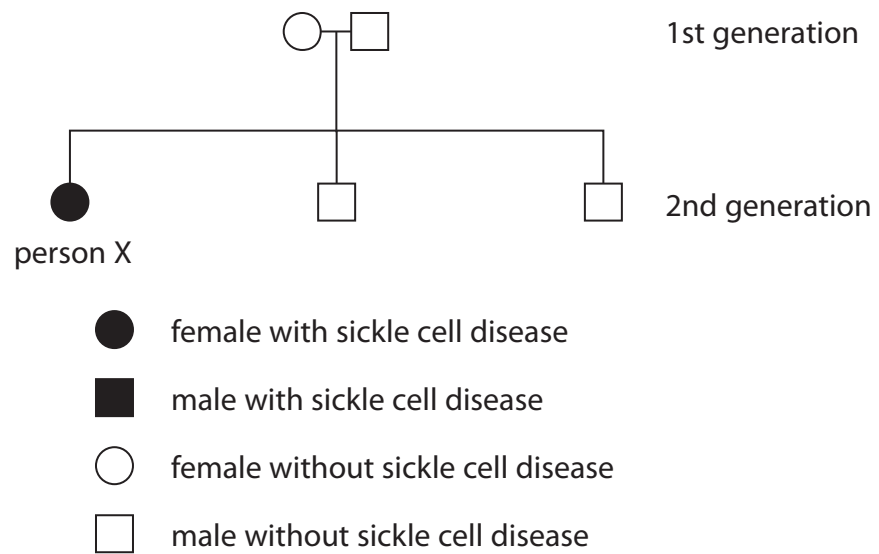 1st generation
2nd generation
person X
female with sickle cell disease
male with sickle cell disease
female without sickle cell disease
male without sickle cell disease